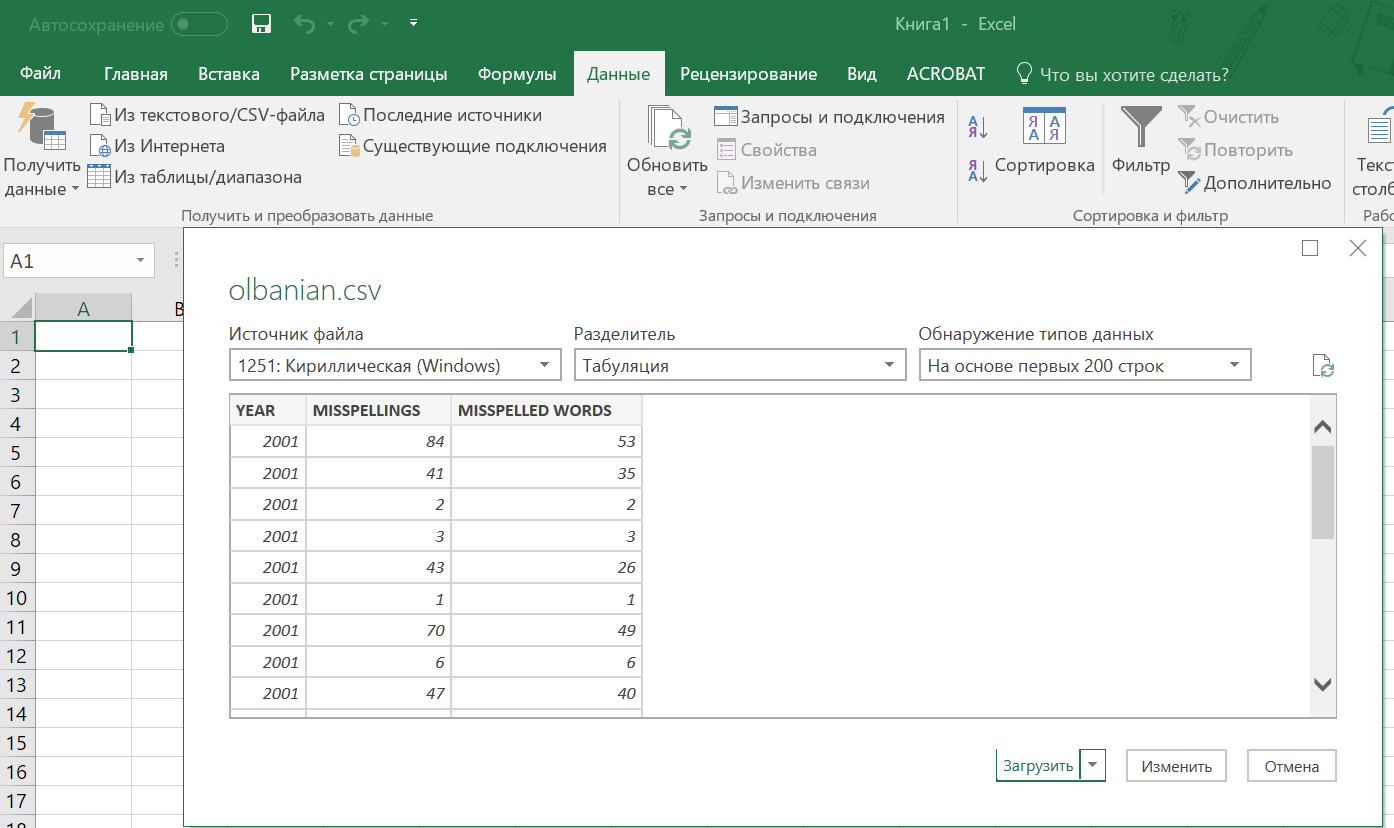 Автосохранение
Книга1 - Excel
Файл Главная Вставка Разметка страницы Формулы Данные Рецензирование Вид ACROBAT Что вы хотите сделать?
Получить данные
Из текстового/CSV-файла
Из Интернета
Из таблицы/диапазона
Последние источники
Существующие подключения
Получить и преобразовать данные
Обновить все
Запросы и подключения
Свойства
Изменить связи
Запросы и подключения
А
Я
Я
А
Я А
А Я
Сортировка
Фильтр
Очистить
Повторить
Дополнительно
Сортировка и фильтр
Текс
столб
Рабо
A1
A B
1
2
3
4
5
6
7
8
9
10
11
12
13
14
15
16
17
18
olbanian.csv
Источник файла Разделитель Обнаружение типов данных
1251: Кириллическая (Windows) Табуляция На основе первых 200 строк
YEAR MISSPELLINGS MISSPELLED WORDS
2001 84 53
2001 41 35
2001 2 2
2001 3 3
2001 43 26
2001 1 1
2001 70 49
2001 6 6
2001 47 40
Загрузить Изменить Отмена